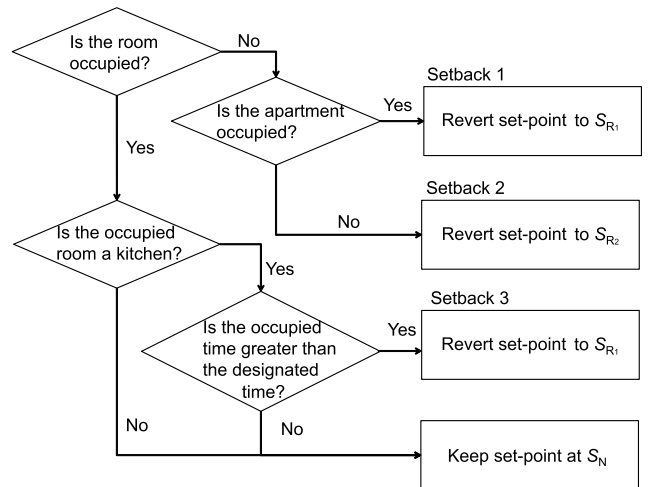 Is the room
occupied?
No
Setback 1
Is the apartment
occupied?
Yes
Revert set-point to SR1
Yes
Setback 2
No
Revert set-point to SR2
Is the occupied
room a kitchen?
Yes
Setback 3
Is the occupied
time greater than
the designated
time?
Yes
Revert set-point to SR1
No
No
Keep set-point at SN